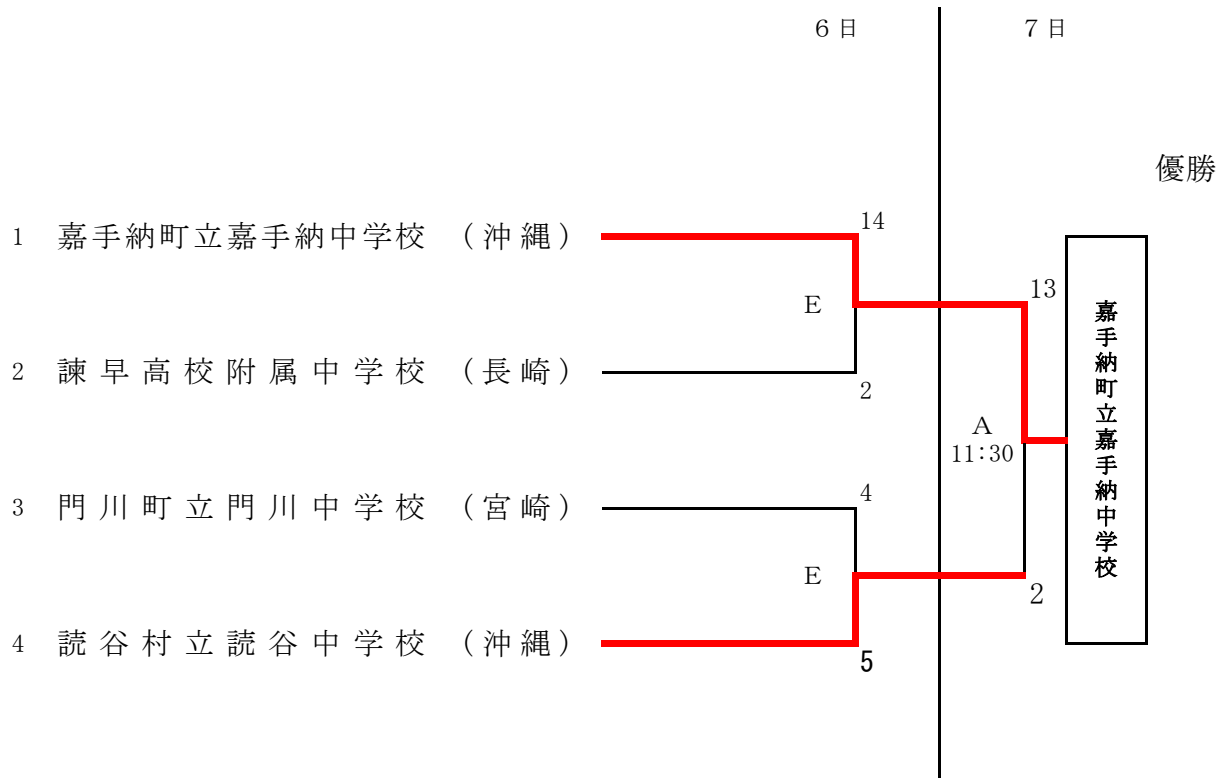 6日 7日
優勝
14
1 嘉手納町立嘉手納中学校 (沖縄)
13
E
2 諫早高校附属中学校 (長崎)
2
A
11:30
嘉手納町立嘉手納中学校
4
3 門川町立門川中学校 (宮崎)
E
2
4 読谷村立読谷中学校 (沖縄)
5